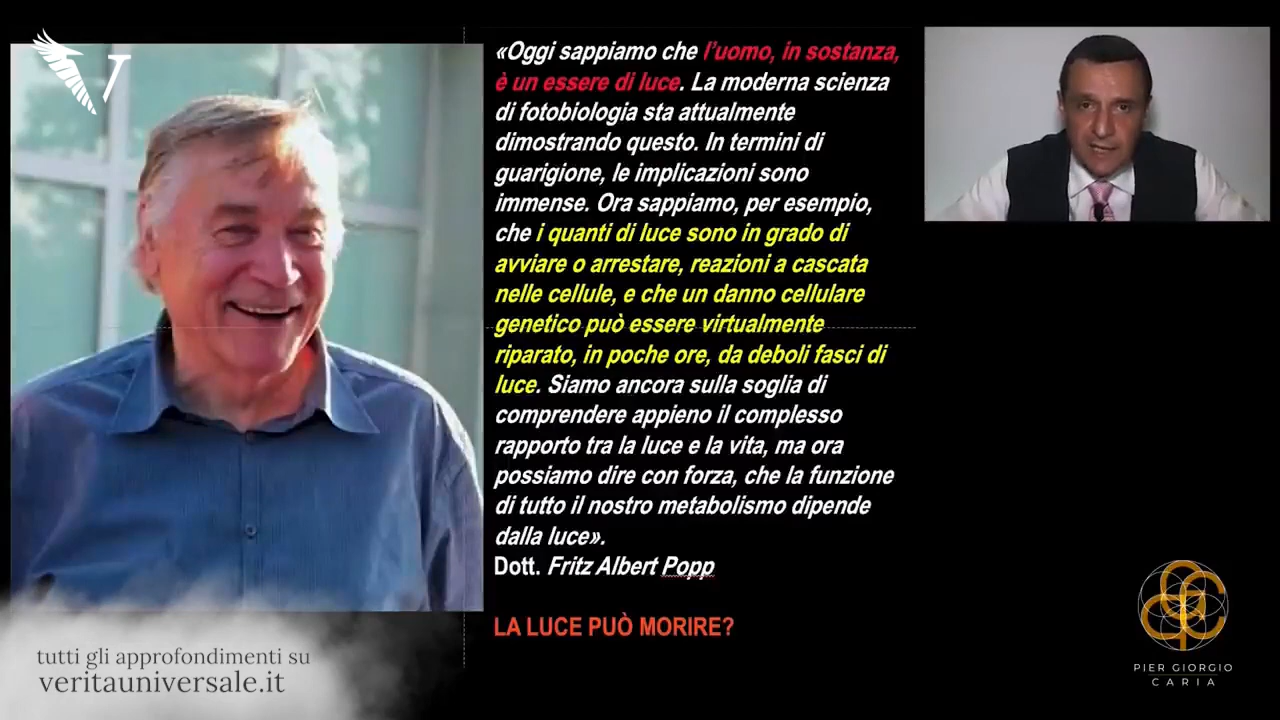 V
«Oggi sappiamo che l'uomo, in sostanza,
è un essere di luce. La moderna scienza
di fotobiologia sta attualmente
dimostrando questo. In termini di
guarigione, le implicazioni sono
immense. Ora sappiamo, per esempio,
che i quanti di luce sono in grado di
avviare o arrestare, reazioni a cascata
nelle cellule, e che un danno cellulare
genetico può essere virtualmente
riparato, in poche ore, da deboli fasci di
luce. Siamo ancora sulla soglia di
comprendere appieno il complesso
rapporto tra la luce e la vita, ma ora
possiamo dire con forza, che la funzione
di tutto il nostro metabolismo dipende
dalla luce».
Dott. Fritz Albert Popp
LA LUCE PUÒ MORIRE?
tutti gli approfondimenti su
veritauniversale.it
PIER GIORGIO
CARIA